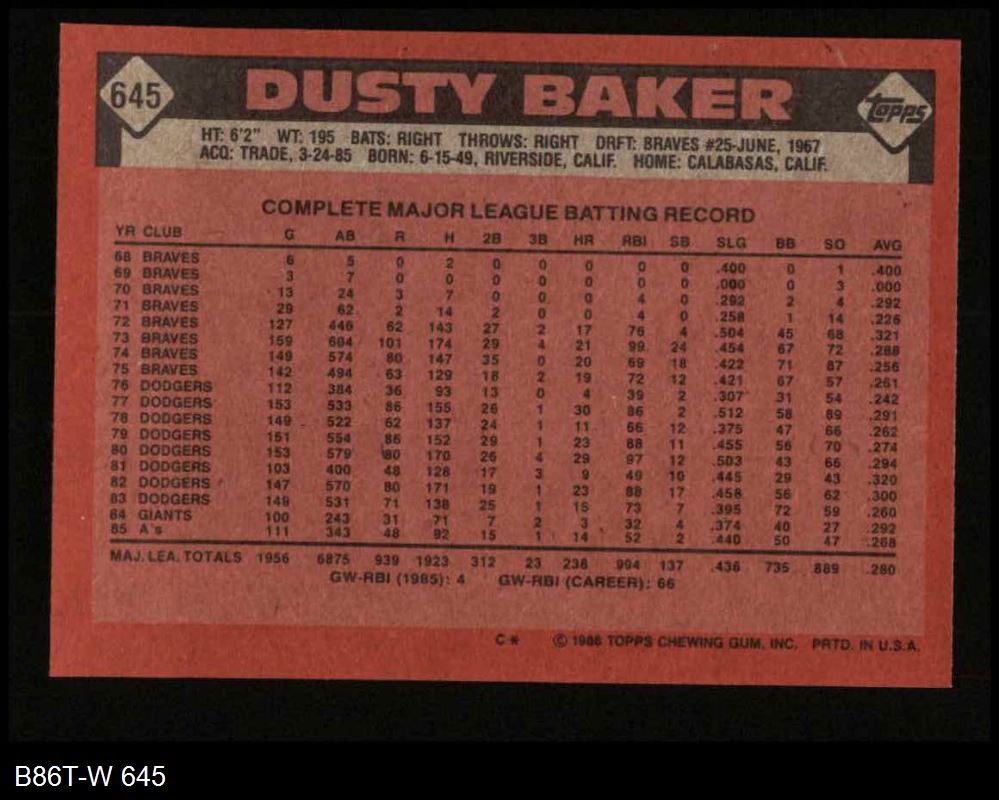 645
DUSTY BAKER
topps
HT: 6'2" WT: 195 BATS: RIGHT THROWS: RIGHT DRFT: BRAVES #25-JUNE, 1967
ACQ: TRADE, 3-24-85 BORN: 6-15-49, RIVERSIDE, CALIF. HOME: CALABASAS, CALIF.
COMPLETE MAJOR LEAGUE BATTING RECORD
YR CLUB G AB R H 2B 3B HR RBI SB SLG BB SO AVG
68 BRAVES 6 5 0 2 0 0 0 0 0 .400 0 1 .400
69 BRAVES 3 7 0 0 0 0 0 0 0 .000 0 3 .000
70 BRAVES 13 24 3 7 0 0 0 4 0 .292 2 4 .292
71 BRAVES 29 62 2 14 2 0 0 4 0 .258 1 14 .226
72 BRAVES 127 446 62 143 27 2 17 76 4 .504 45 68 .321
73 BRAVES 159 604 101 174 29 4 21 99 24 .454 67 72 .288
74 BRAVES 149 574 80 147 35 0 20 69 18 .422 71 87 .256
75 BRAVES 142 494 63 129 18 2 19 72 12 .421 67 57 .261
76 DODGERS 112 384 36 93 13 0 4 39 2 .307 31 54 .242
77 DODGERS 153 533 86 155 26 1 30 86 2 .512 58 89 .291
78 DODGERS 149 522 62 137 24 1 11 66 12 .375 47 66 .262
79 DODGERS 151 554 86 152 29 1 23 88 11 .455 56 70 .274
80 DODGERS 153 579 80 170 26 4 29 97 12 .503 43 66 .294
81 DODGERS 103 400 48 128 17 3 9 49 10 .445 29 43 .320
82 DODGERS 147 570 80 171 19 1 23 88 17 .458 56 62 .300
83 DODGERS 149 531 71 138 25 1 15 73 7 .395 72 59 .260
84 GIANTS 100 243 31 71 7 2 3 32 4 .374 40 27 .292
85 A's 111 343 48 92 15 1 14 52 2 .440 50 47 .268
MAJ. LEA. TOTALS 1956 6875 939 1923 312 23 238 994 137 .436 735 889 .280
GW-RBI (1985): 4 GW-RBI (CAREER): 66
C* © 1986 TOPPS CHEWING GUM, INC. PRTD. IN U.S.A.
B86T-W 645